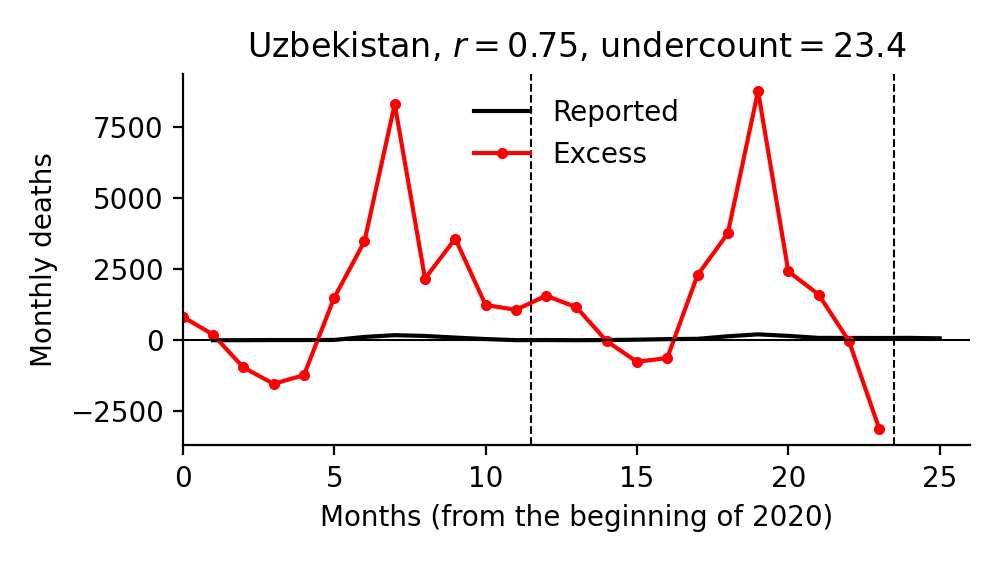 Uzbekistan, r = 0.75, undercount = 23.4
Reported
Excess
Monthly deaths
7500
5000
2500
0
−2500
0 5 10 15 20 25
Months (from the beginning of 2020)